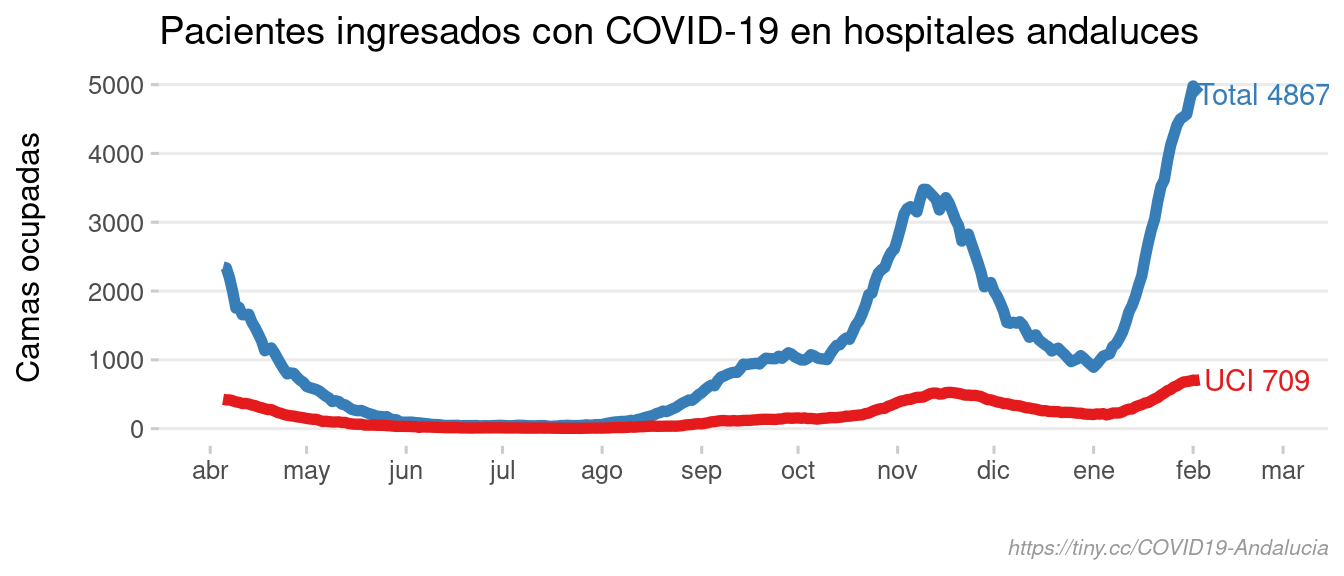 Pacientes ingresados con COVID-19 en hospitales andaluces
Camas ocupadas
5000
4000
3000
2000
1000
0
Total 4867
UCI 709
abr may jun jul ago sep oct nov dic ene feb mar
https://tiny.cc/COVID19-Andalucia